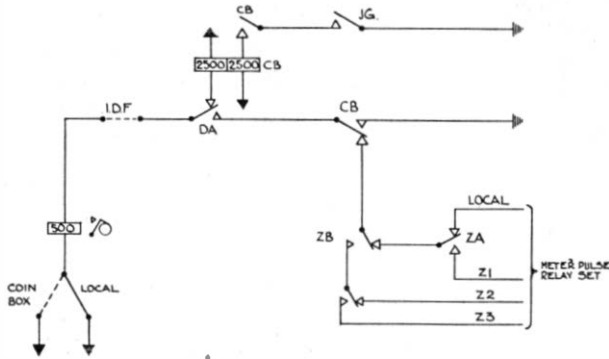 CB
JG.
2500
2500
CB
I.D.F
DA
CB
LOCAL
500
ZB
ZA
METER PULSE
RELAY SET
Z1
COIN
BOX
LOCAL
Z2
Z3